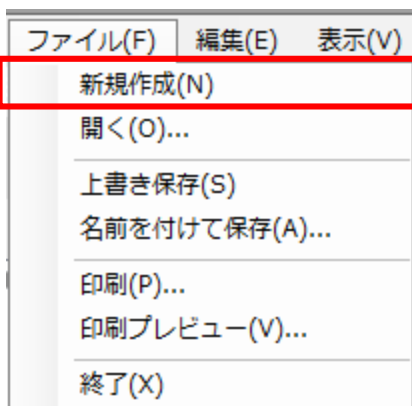 ファイル(F) 編集(E) 表示(V)
新規作成(N)
開く(O)...
上書き保存(S)
名前を付けて保存(A)...
印刷(P)...
印刷プレビュー(V)...
終了(X)